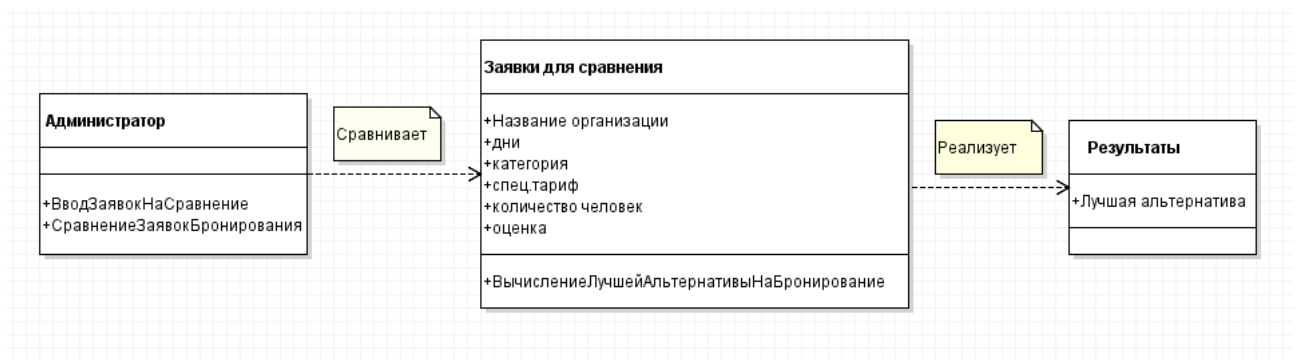 Администратор
+ВводЗаявокНаСравнение
+СравнениеЗаявокБронирования
Сравнивает
Заявки для сравнения
+Название организации
+дни
+категория
+спец.тариф
+количество человек
+оценка
+ВычислениеЛучшейАльтернативыНаБронирование
Реализует
Результаты
+Лучшая альтернатива